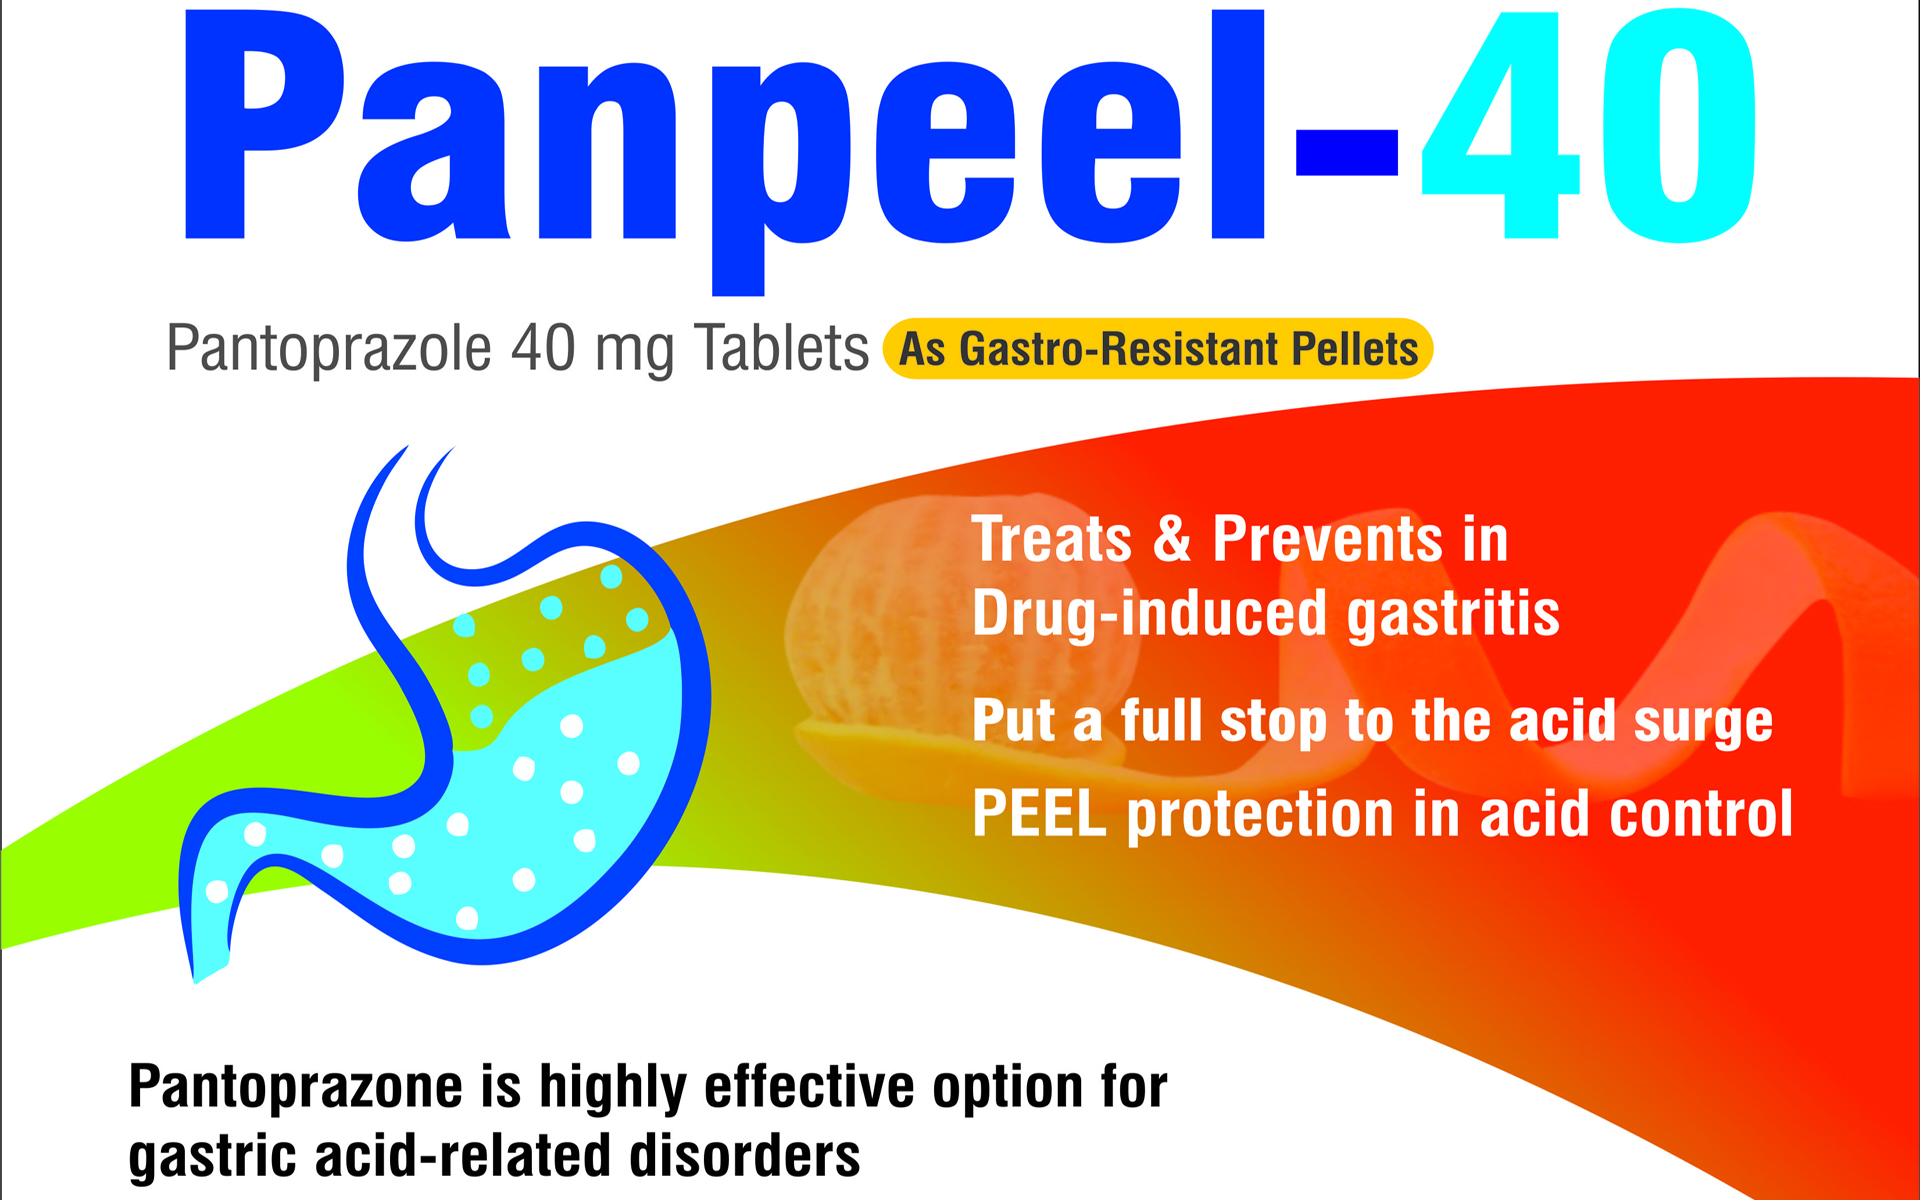 Panpeel-40
Pantoprazole 40 mg Tablets As Gastro-Resistant Pellets
Treats & Prevents in
Drug-induced gastritis
Put a full stop to the acid surge
PEEL protection in acid control
Pantoprazone is highly effective option for
gastric acid-related disorders